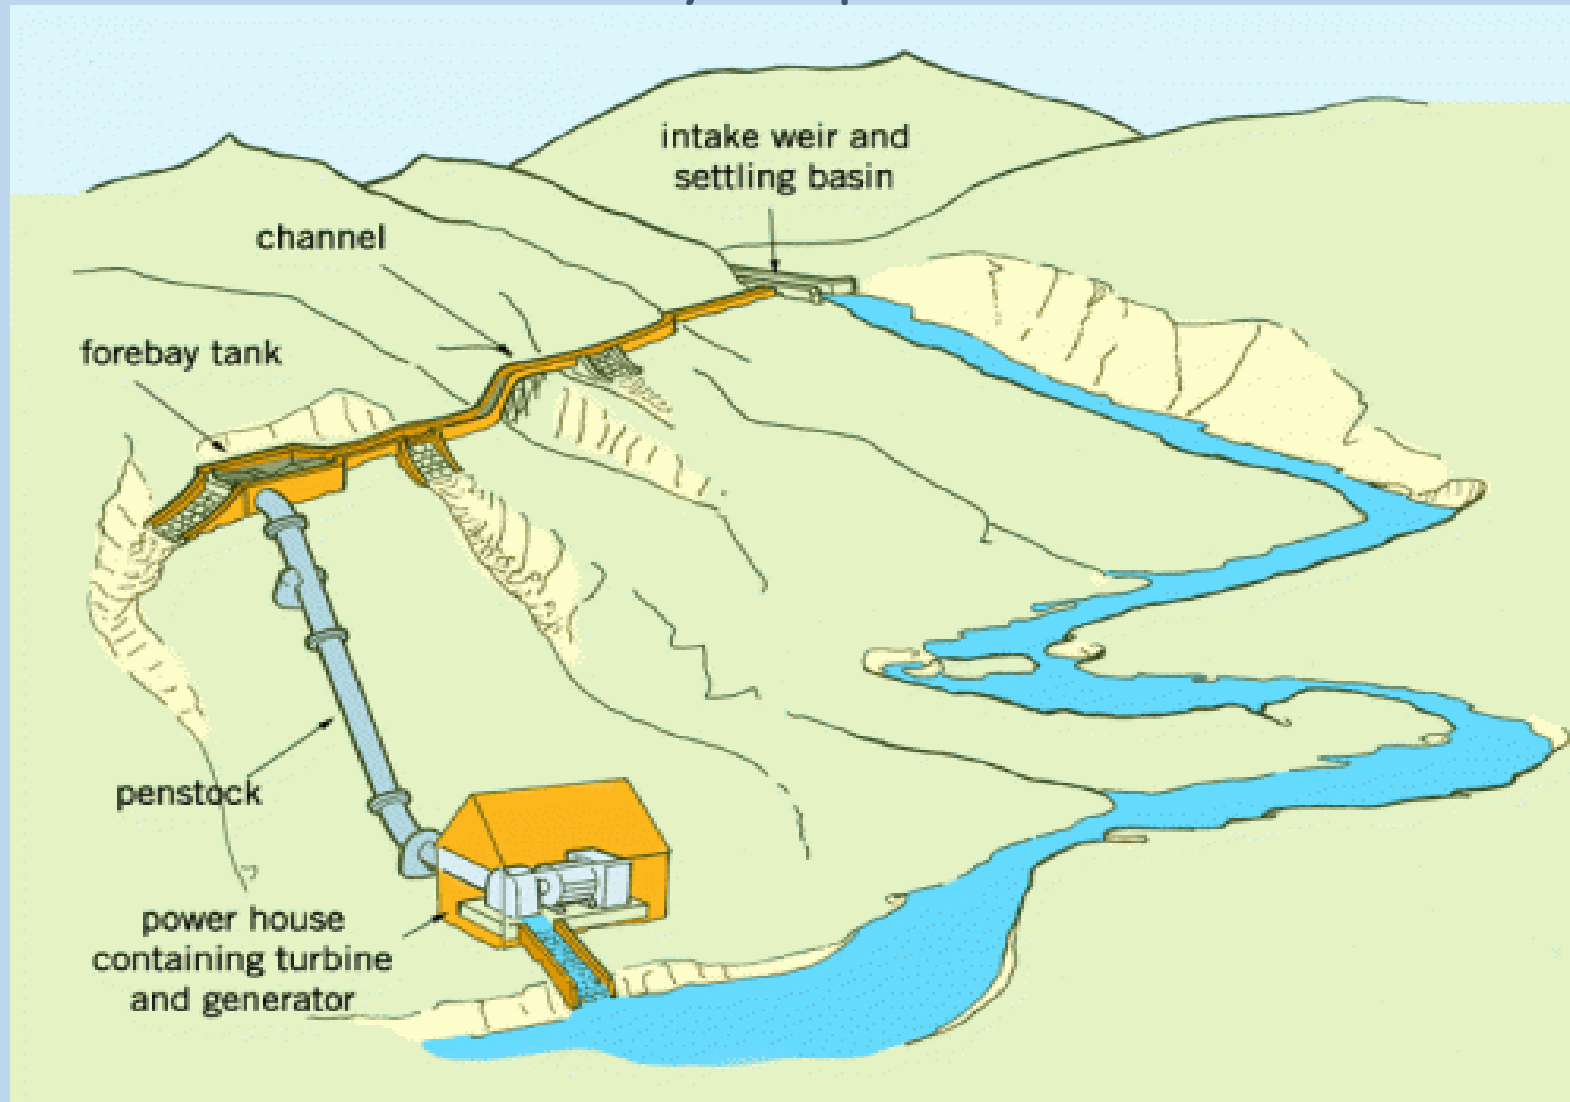 intake weir and
settling basin
channel
forebay tank
penstock
power house
containing turbine
and generator